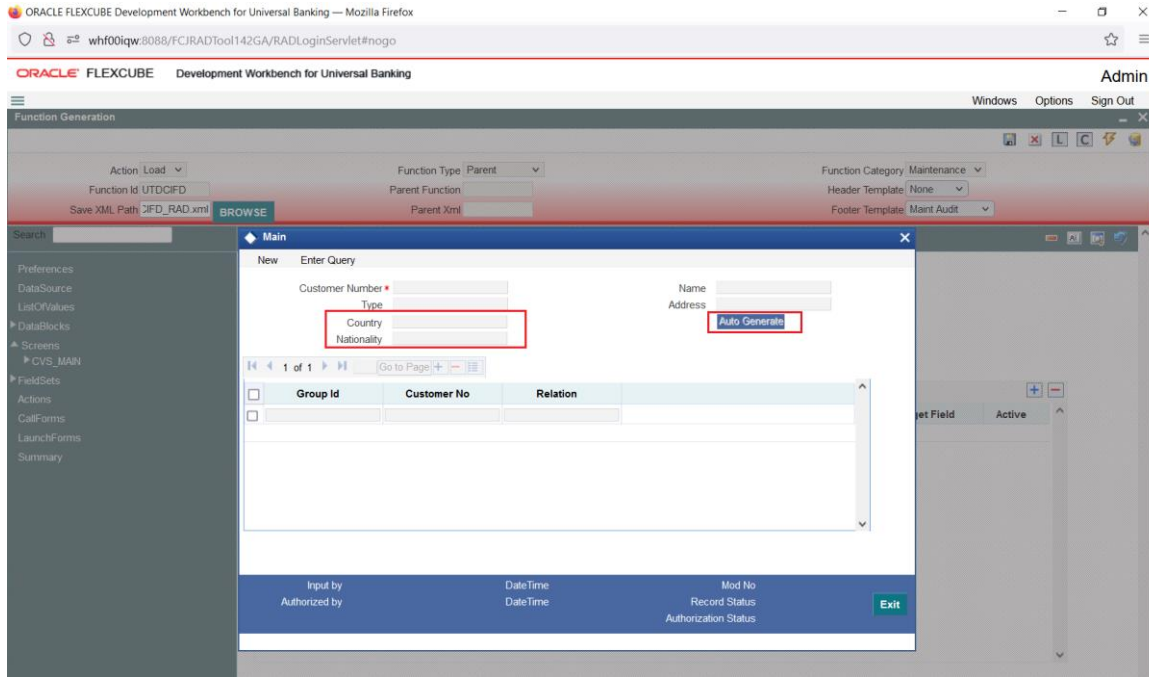 ORACLE FLEXCUBE Development Workbench for Universal Banking — Mozilla Firefox
whf00iqw:8088/FCJRADTool142GA/RADLoginServlet#nogo
ORACLE FLEXCUBE Development Workbench for Universal Banking
Admin
Windows Options Sign Out
Function Generation
L C
Action Load Function Type Parent Function Category Maintenance
Function Id UTDCIFD Parent Function Header Template None
Save XML Path CIFD_RAD.xml BROWSE Parent Xml Footer Template Maint Audit
Search
Main
New Enter Query
Preferences
DataSource
ListOfValues
DataBlocks
Screens
CVS_MAIN
FieldSets
Actions
CallForms
LaunchForms
Summary
Customer Number * Name
Type Address
Country Auto Generate
Nationality
1 of 1 Go to Page
Group Id Customer No Relation
get Field Active
Input by DateTime Mod No
Authorized by DateTime Record Status
Authorization Status
Exit